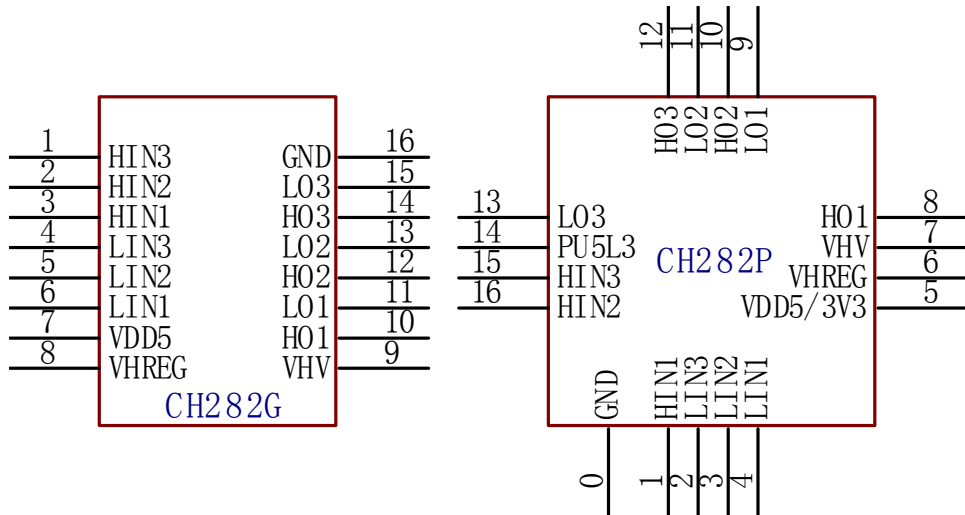 1 HIN3 GND 16
2 HIN2 LO3 15
3 HIN1 HO3 14
4 LIN3 LO2 13
5 LIN2 HO2 12
6 LIN1 LO1 11
7 VDD5 HO1 10
8 VHREG VHV 9
CH282G
12 11 10 9
HO3 LO2 HO2 LO1
13 LO3 HO1 8
14 PU5L3 VHV 7
CH282P
15 HIN3 VHREG 6
16 HIN2 VDD5/3V3 5
GND HIN1 LIN3 LIN2 LIN1
0 1 2 3 4